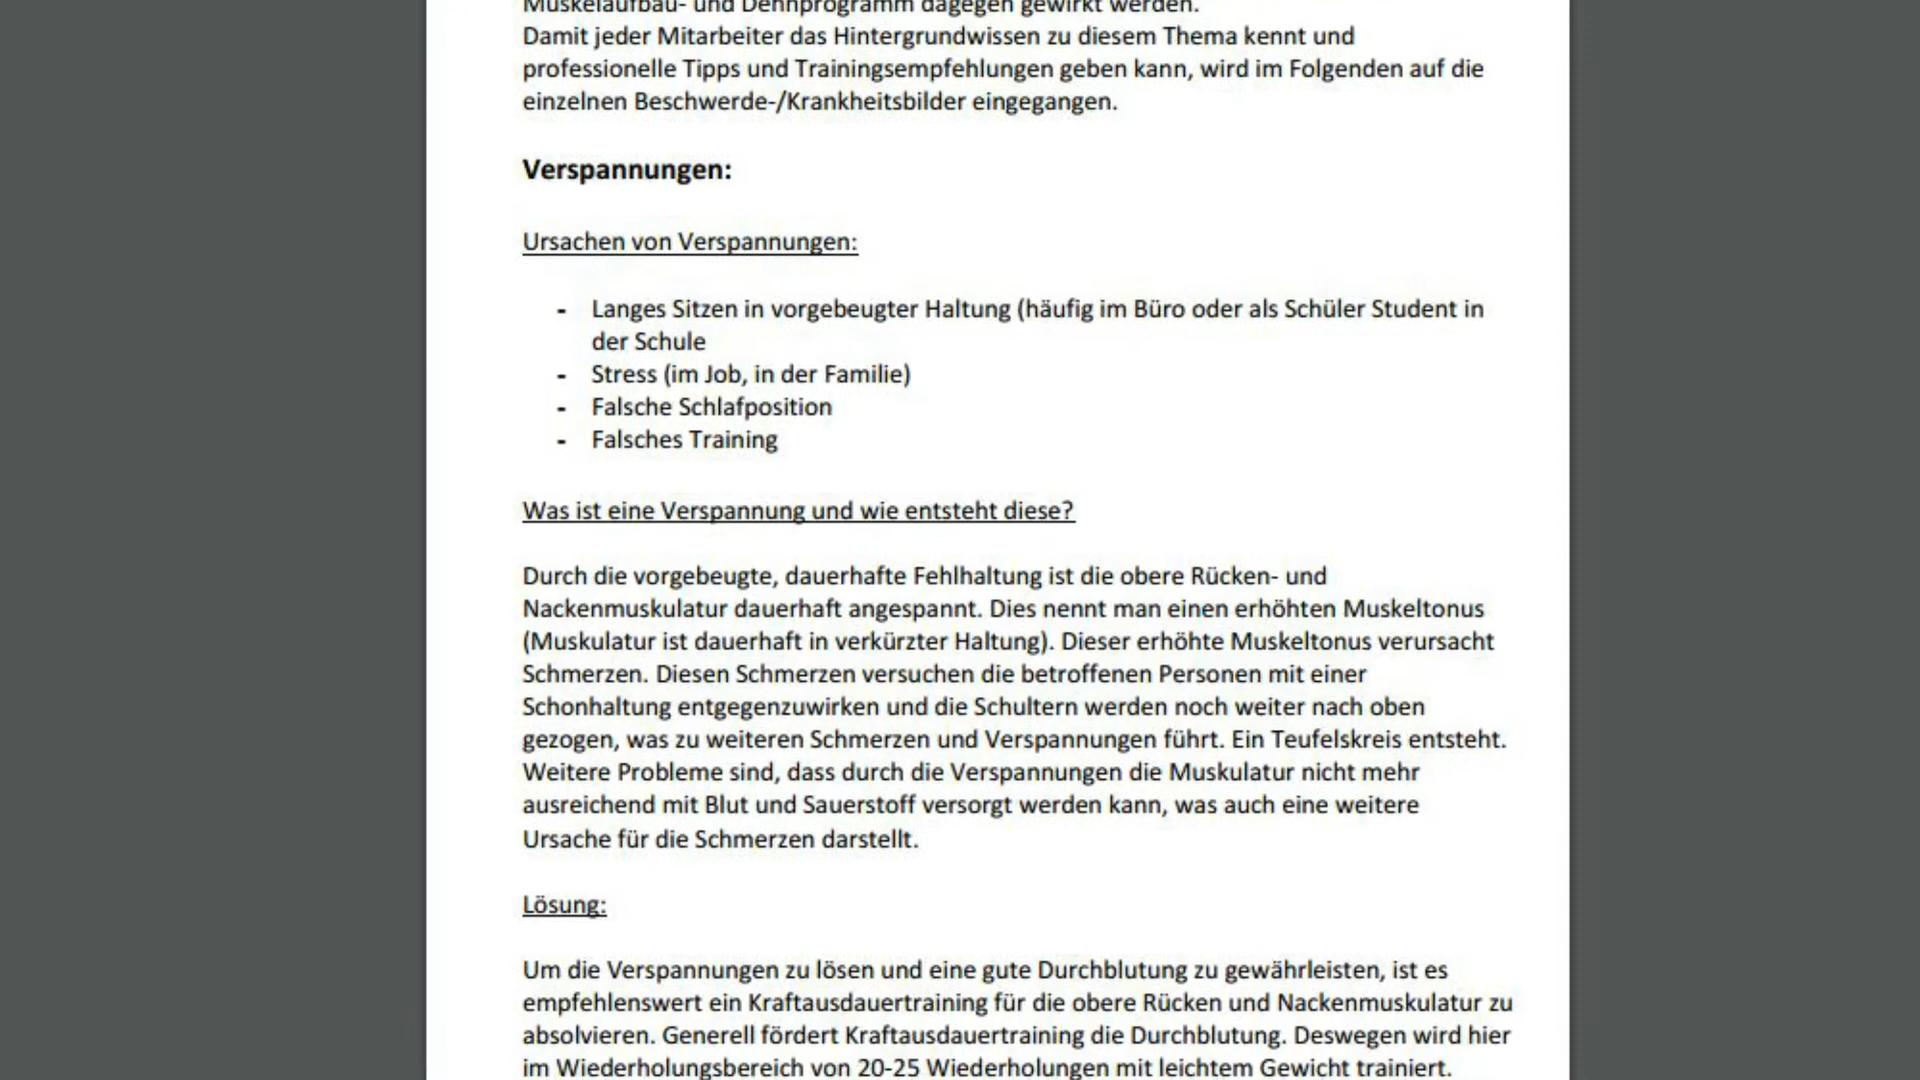 Muskelaufbau- und Dehnprogramm dagegen gewirkt werden.
Damit jeder Mitarbeiter das Hintergrundwissen zu diesem Thema kennt und
professionelle Tipps und Trainingsempfehlungen geben kann, wird im Folgenden auf die
einzelnen Beschwerde-/Krankheitsbilder eingegangen.
Verspannungen:
Ursachen von Verspannungen:
- Langes Sitzen in vorgebeugter Haltung (häufig im Büro oder als Schüler Student in
der Schule
- Stress (im Job, in der Familie)
- Falsche Schlafposition
- Falsches Training
Was ist eine Verspannung und wie entsteht diese?
Durch die vorgebeugte, dauerhafte Fehlhaltung ist die obere Rücken- und
Nackenmuskulatur dauerhaft angespannt. Dies nennt man einen erhöhten Muskeltonus
(Muskulatur ist dauerhaft in verkürzter Haltung). Dieser erhöhte Muskeltonus verursacht
Schmerzen. Diesen Schmerzen versuchen die betroffenen Personen mit einer
Schonhaltung entgegenzuwirken und die Schultern werden noch weiter nach oben
gezogen, was zu weiteren Schmerzen und Verspannungen führt. Ein Teufelskreis entsteht.
Weitere Probleme sind, dass durch die Verspannungen die Muskulatur nicht mehr
ausreichend mit Blut und Sauerstoff versorgt werden kann, was auch eine weitere
Ursache für die Schmerzen darstellt.
Lösung:
Um die Verspannungen zu lösen und eine gute Durchblutung zu gewährleisten, ist es
empfehlenswert ein Kraftausdauertraining für die obere Rücken und Nackenmuskulatur zu
absolvieren. Generell fördert Kraftausdauertraining die Durchblutung. Deswegen wird hier
im Wiederholungsbereich von 20-25 Wiederholungen mit leichtem Gewicht trainiert.